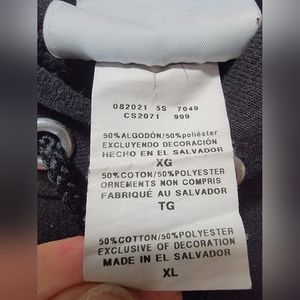 082021 5S 7049
CS2071 999
50%ALGODÓN/50%poliéster
EXCLUYENDO DECORACIÓN
HECHO EN EL SALVADOR
XG
50%COTON/50%POLYESTER
ORNEMENTS NON COMPRIS
FABRIQUÉ AU SALVADOR
TG
50%COTTON/50%POLYESTER
EXCLUSIVE OF DECORATION
MADE IN EL SALVADOR
XL